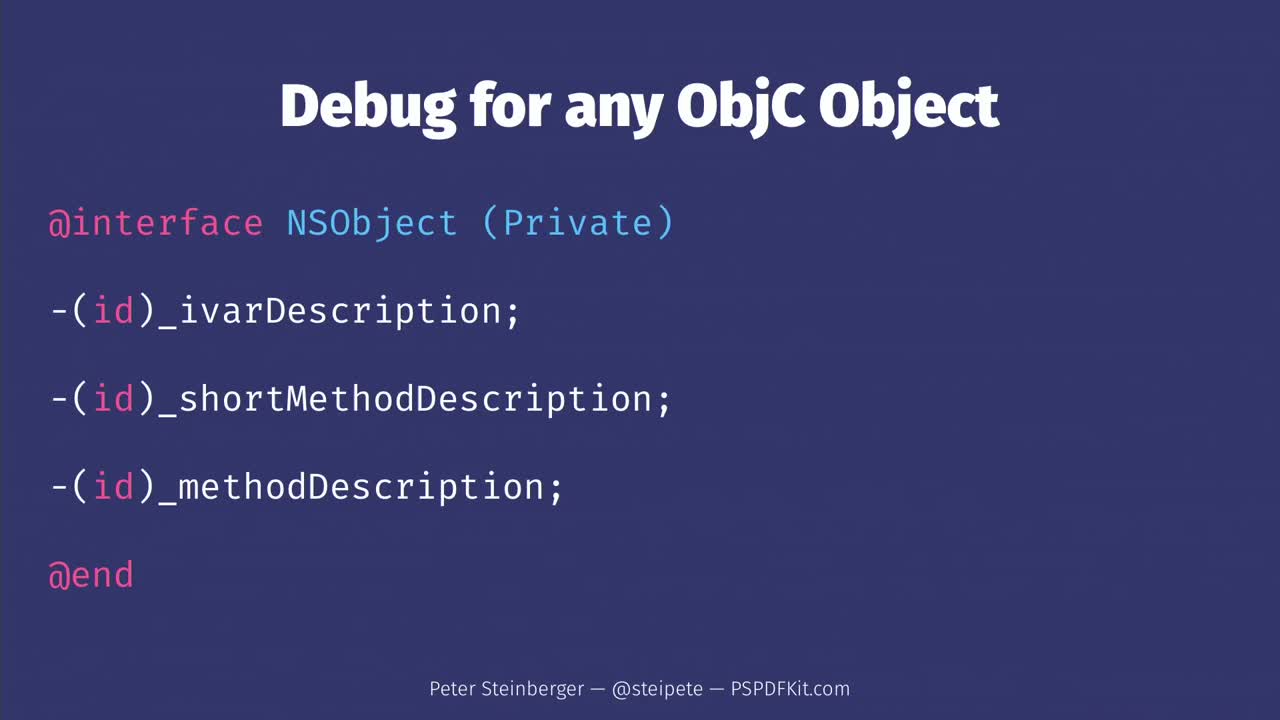 Debug for any ObjC Object
@interface NSObject (Private)
-(id)_ivarDescription;
-(id)_shortMethodDescription;
-(id)_methodDescription;
@end
Peter Steinberger — @steipete — PSPDFKit.com